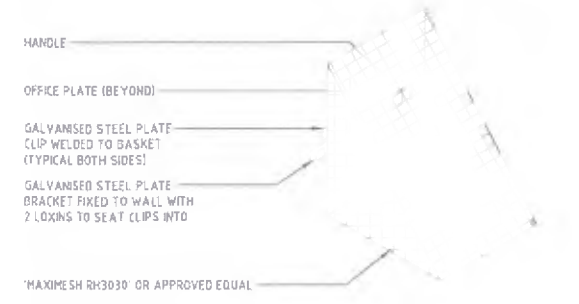 HANDLE
OFFICE PLATE (BEYOND)
GALVANISED STEEL PLATE
CLIP WELDED TO BASKET
(TYPICAL BOTH SIDES)
GALVANISED STEEL PLATE
BRACKET FIXED TO WALL WITH
2 LOXINS TO SEAT CLIPS INTO
'MAXIMESH RH3030' OR APPROVED EQUAL